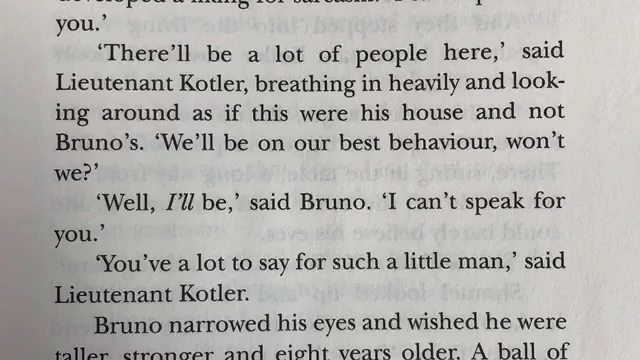 developed a liking for sarcasm.
you.’
‘There’ll be a lot of people here,’ said
Lieutenant Kotler, breathing in heavily and look-
ing around as if this were his house and not
Bruno’s. ‘We’ll be on our best behaviour, won’t
we?’
‘Well, I’ll be,’ said Bruno. ‘I can’t speak for
you.’
‘You’ve a lot to say for such a little man,’ said
Lieutenant Kotler.
Bruno narrowed his eyes and wished he were
taller, stronger and eight years older. A ball of